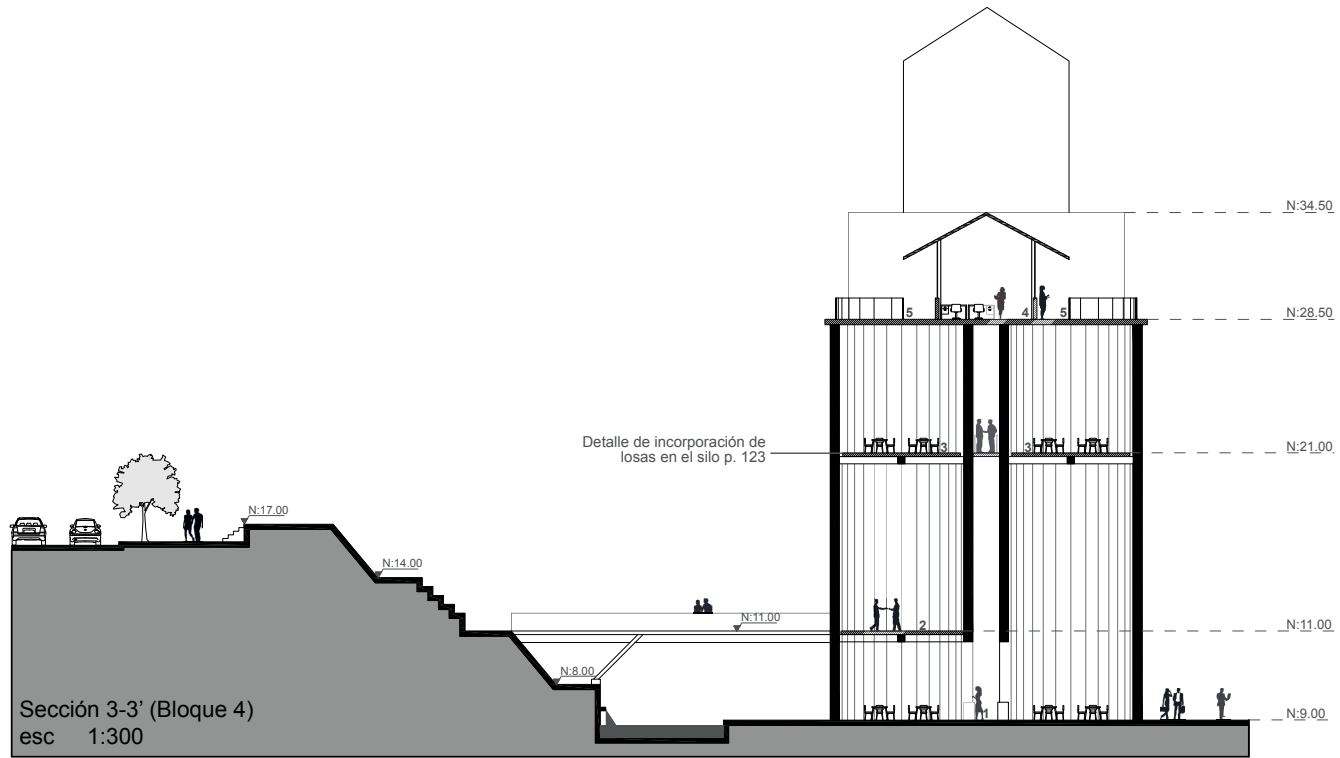 N:34.50
5
4
5
N:28.50
Detalle de incorporación de
losas en el silo p. 123
3
3
N:21.00
N:17.00
N:14.00
N:11.00
2
N:11.00
N:8.00
1
N:9.00
Sección 3-3’ (Bloque 4)
esc 1:300